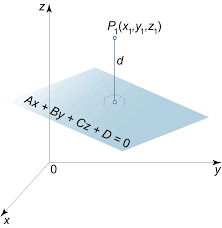 z
P₁(x₁,y₁,z₁)
d
Ax + By + Cz + D = 0
0
y
x